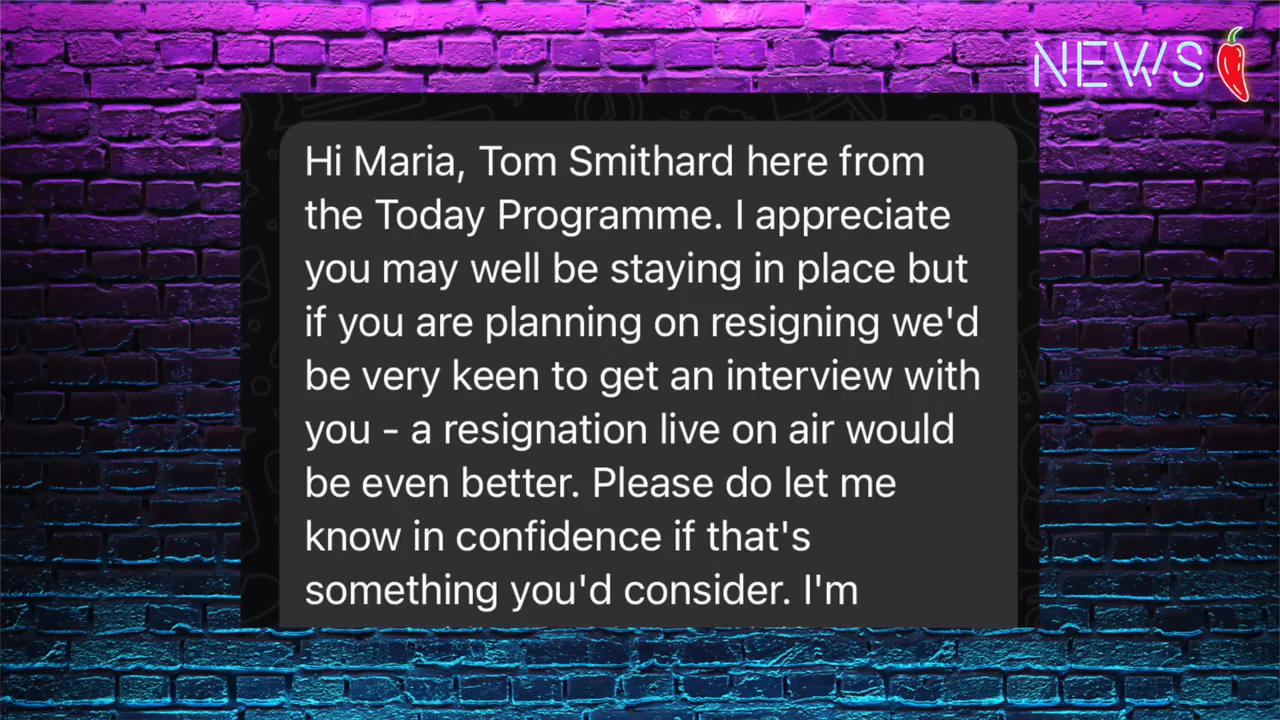 NEWS
Hi Maria, Tom Smithard here from
the Today Programme. I appreciate
you may well be staying in place but
if you are planning on resigning we'd
be very keen to get an interview with
you - a resignation live on air would
be even better. Please do let me
know in confidence if that's
something you'd consider. I'm